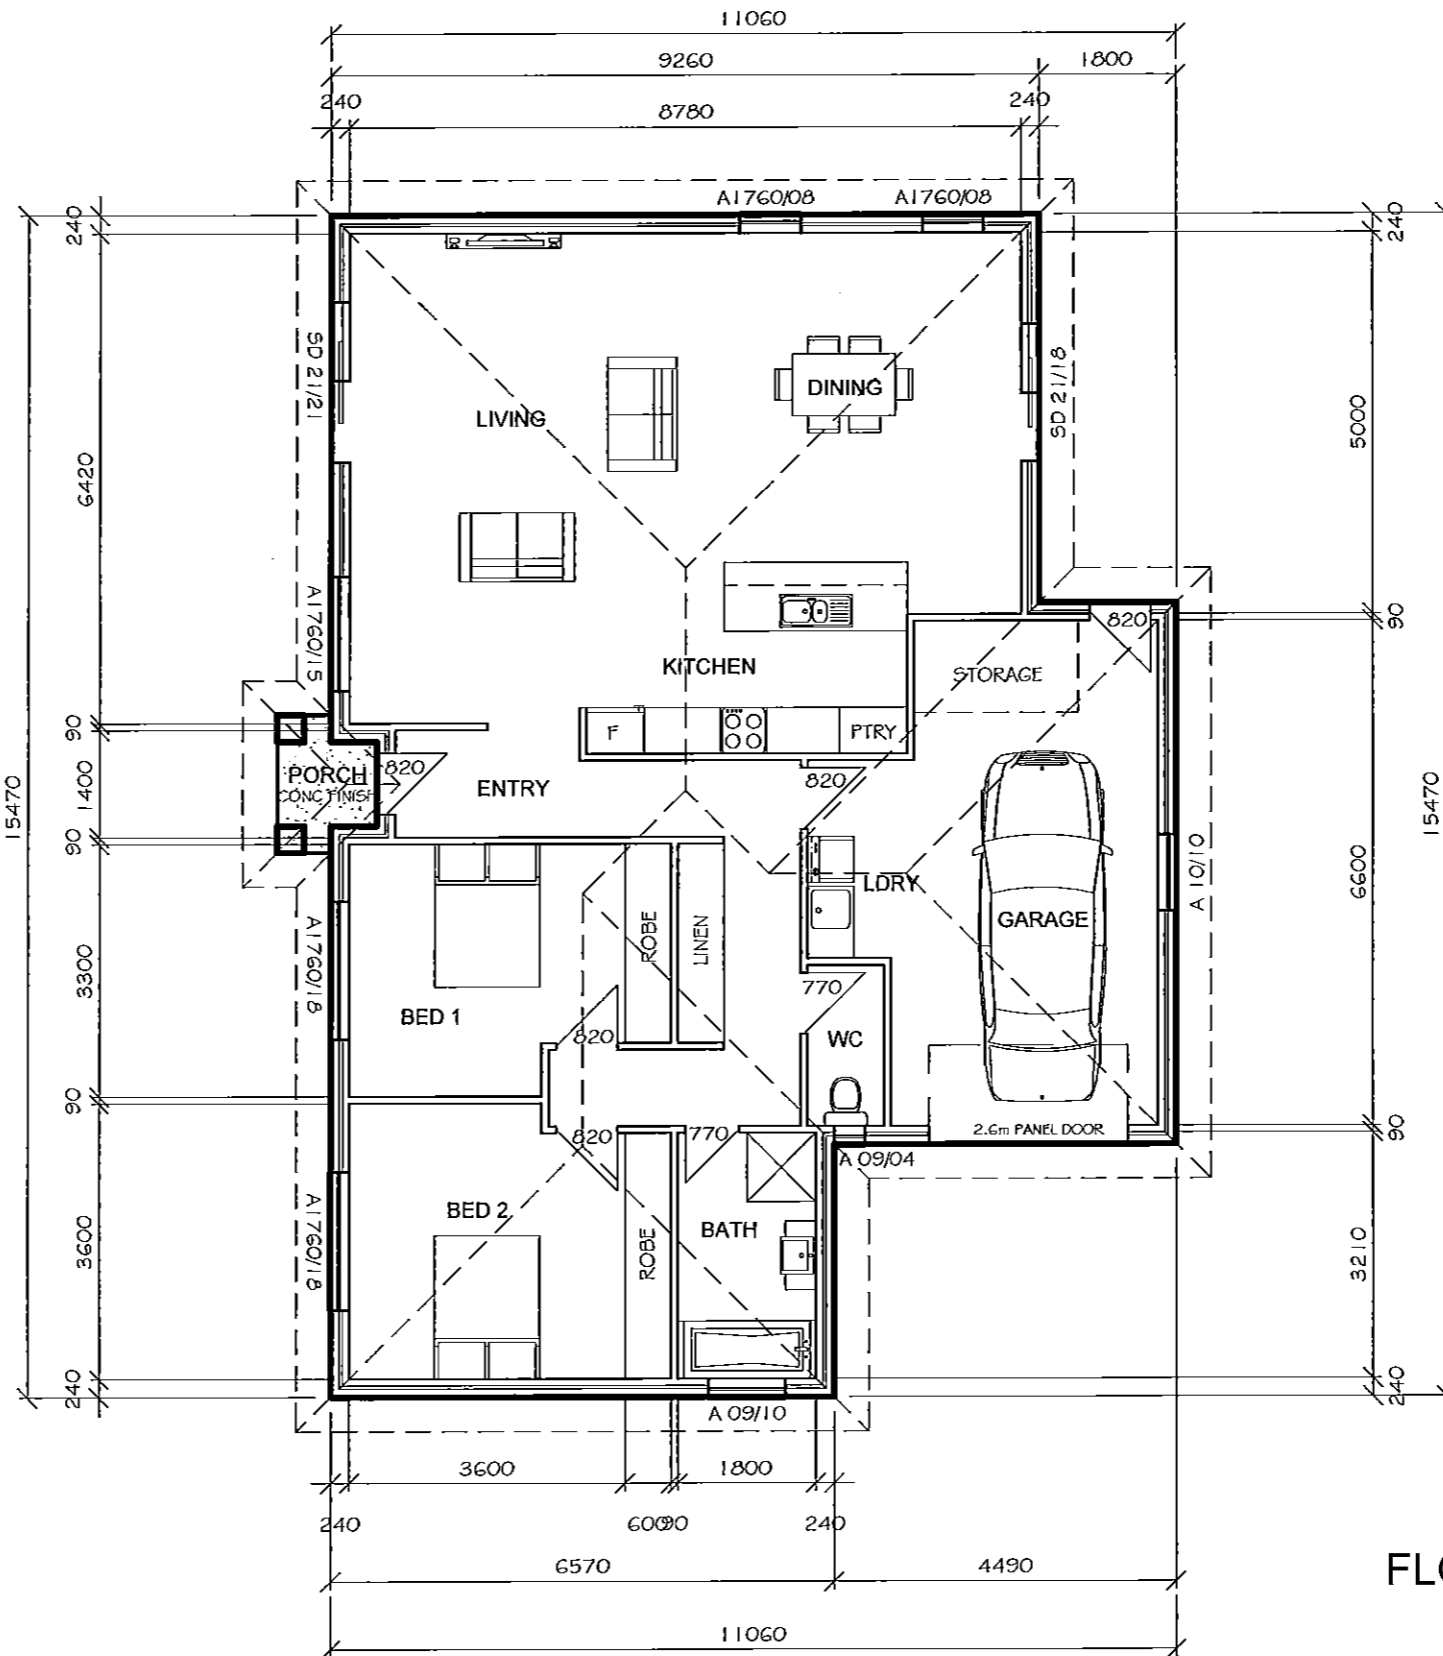 11060
9260 1800
240 8780 240
A1760/08 A1760/08
240 240
SD 21/21
SD 21/18
LIVING
DINING
6420
5000
15470
15470
A1760/15
90
820
STORAGE
KITCHEN
F
PTRY
90
PORCH
CONC FINISH
820
ENTRY
820
1400
90
6600
A 10/10
LDRY
GARAGE
ROBE
LINEN
A1760/18
3300
BED 1
820
770
WC
90
820
770
2.6m PANEL DOOR
90
A 09/04
BED 2
BATH
ROBE
A1760/18
3600
3210
240
240
A 09/10
3600 1800
240 600 90 240
6570 4490
11060
FLO